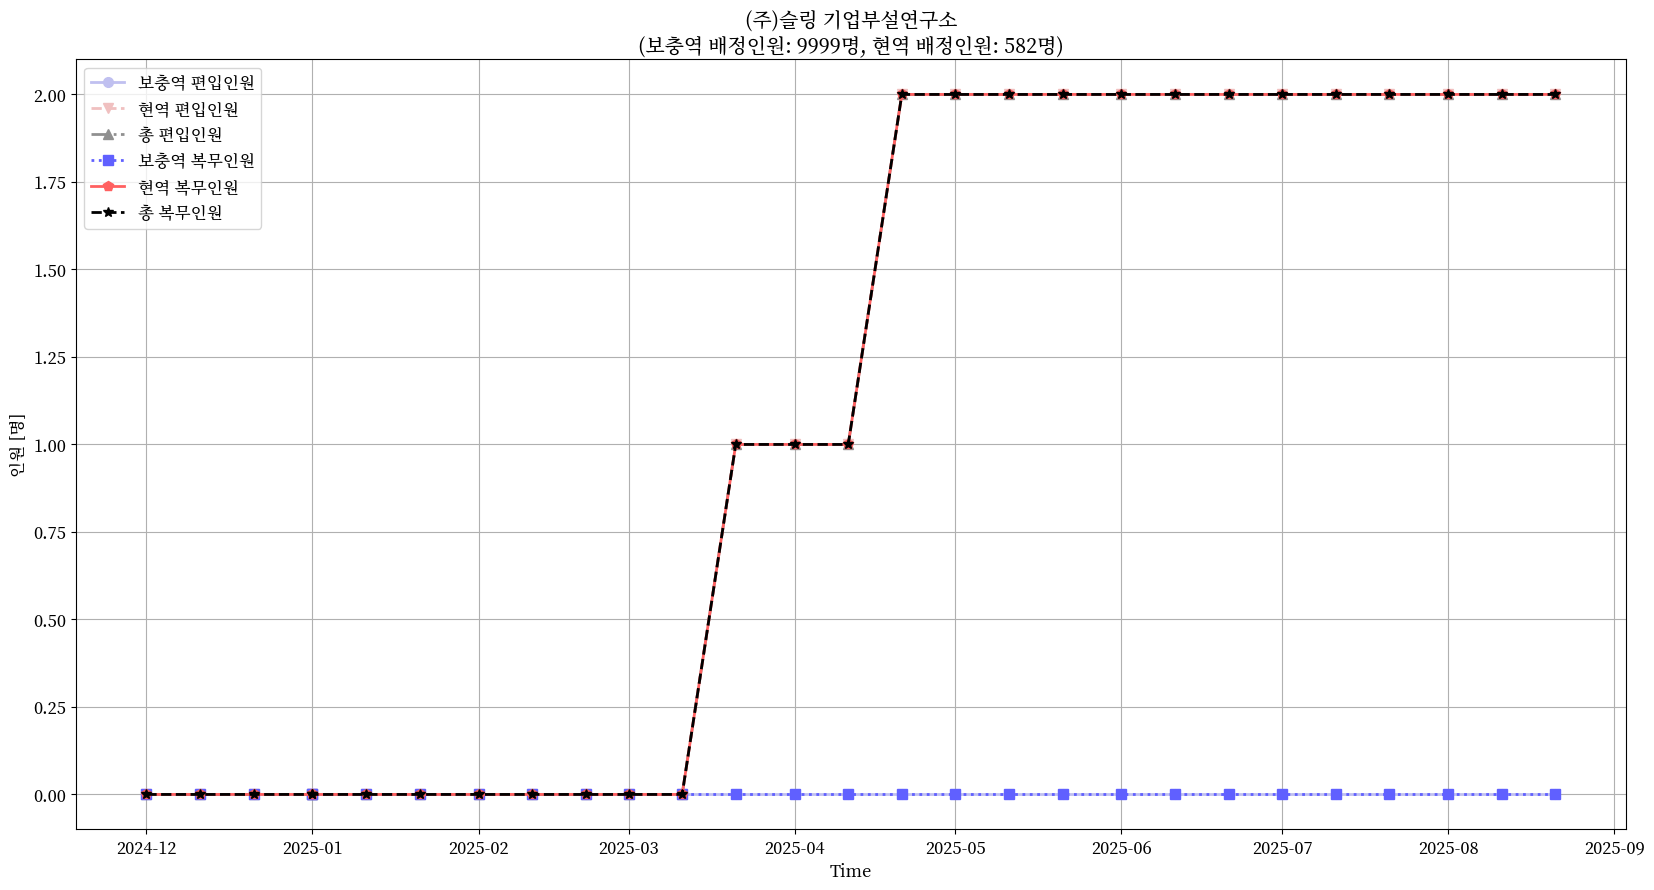 (주)슬링 기업부설연구소
(보충역 배정인원: 9999명, 현역 배정인원: 582명)
보충역 편입인원
현역 편입인원
총 편입인원
보충역 복무인원
현역 복무인원
총 복무인원
2.00
1.75
1.50
1.25
1.00
0.75
0.50
0.25
0.00
인원 [명]
2024-12 2025-01 2025-02 2025-03 2025-04 2025-05 2025-06 2025-07 2025-08 2025-09
Time